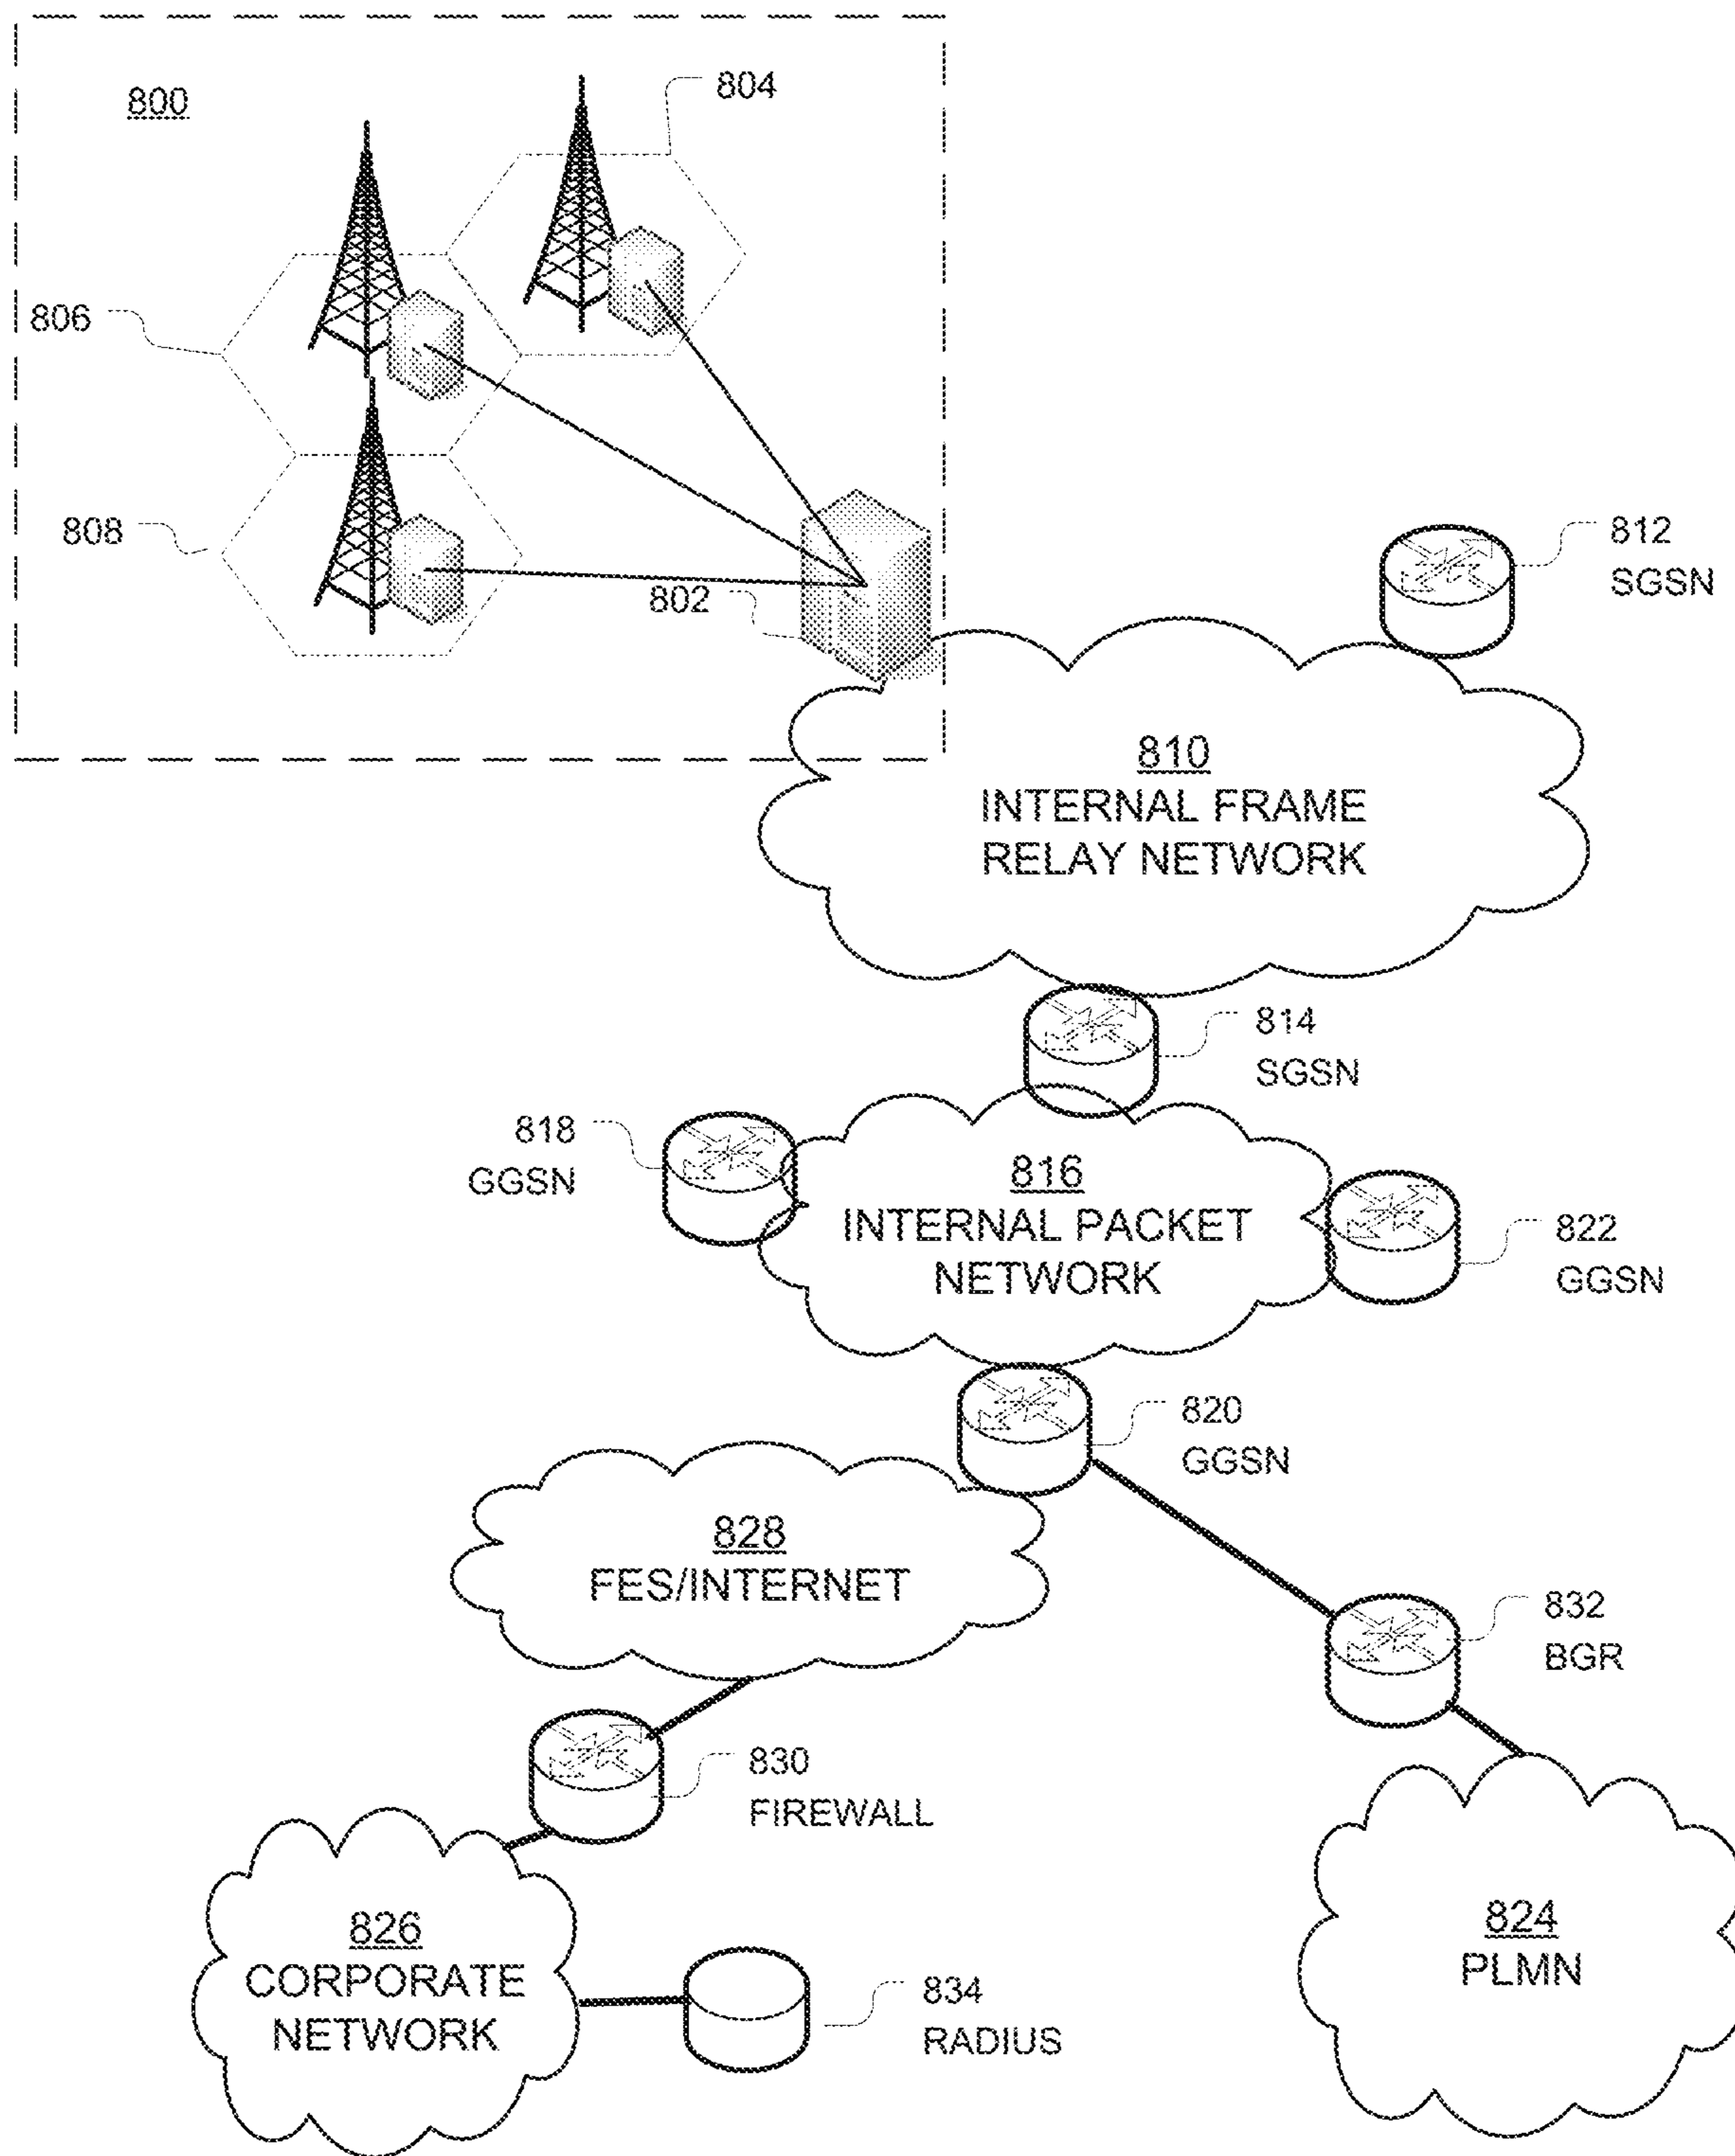 800
804
806
808
802
812
SGSN
810
INTERNAL FRAME
RELAY NETWORK
814
SGSN
818
GGSN
816
INTERNAL PACKET
NETWORK
822
GGSN
820
GGSN
828
FES/INTERNET
832
BGR
830
FIREWALL
826
CORPORATE
NETWORK
824
PLMN
834
RADIUS